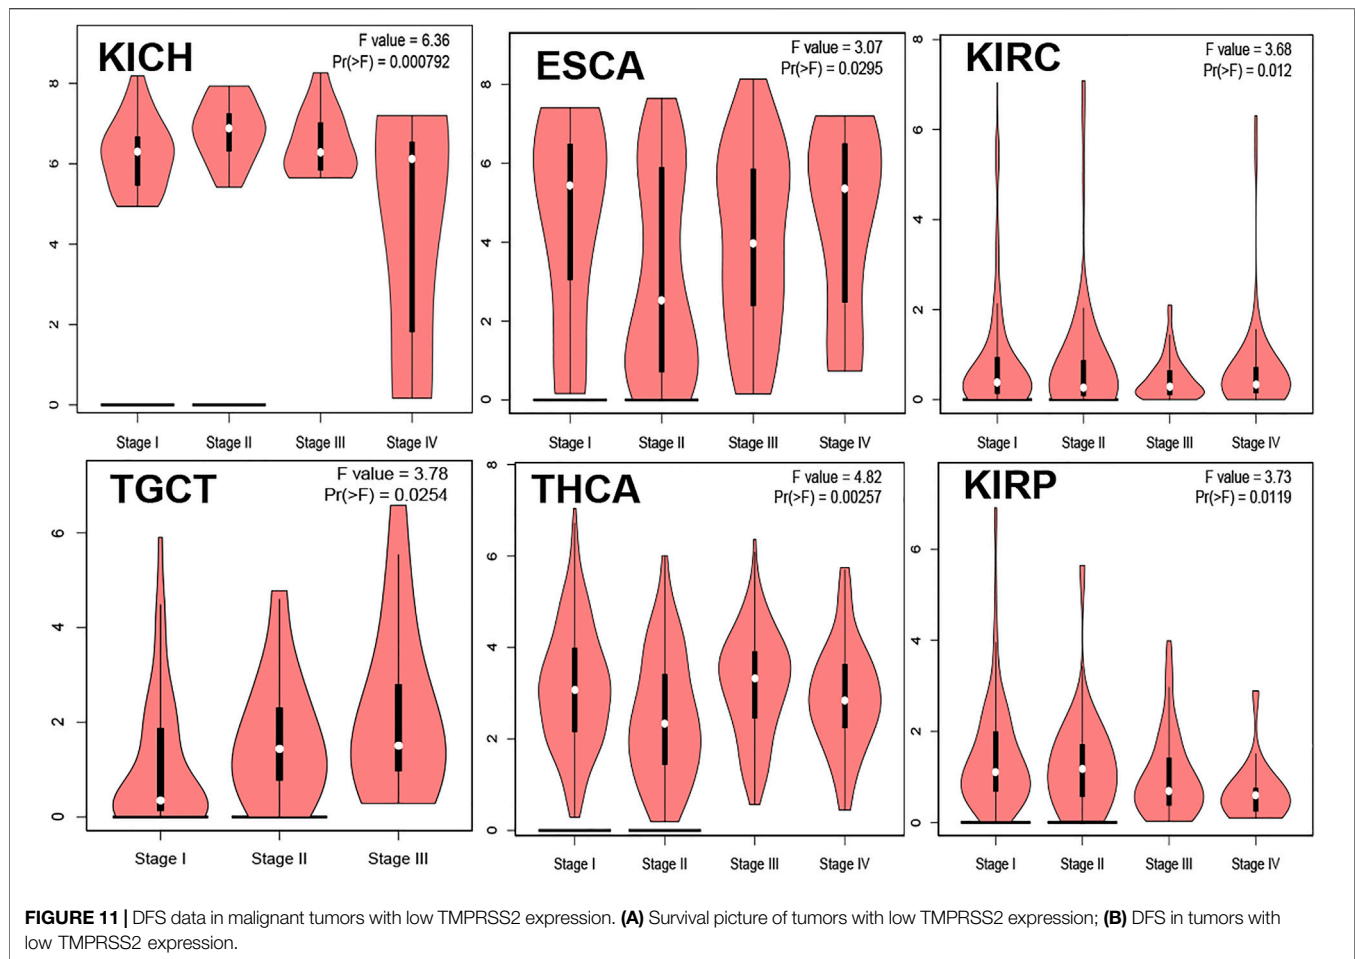 KICH
F value = 6.36
Pr(>F) = 0.000792
8
6
4
2
0
Stage I Stage II Stage III Stage IV
ESCA
F value = 3.07
Pr(>F) = 0.0295
8
6
4
2
0
Stage I Stage II Stage III Stage IV
KIRC
F value = 3.68
Pr(>F) = 0.012
8
6
4
2
0
Stage I Stage II Stage III Stage IV
TGCT
F value = 3.78
Pr(>F) = 0.0254
6
4
2
0
Stage I Stage II Stage III
THCA
F value = 4.82
Pr(>F) = 0.00257
8
6
4
2
0
Stage I Stage II Stage III Stage IV
KIRP
F value = 3.73
Pr(>F) = 0.0119
6
4
2
0
Stage I Stage II Stage III Stage IV
FIGURE 11 | DFS data in malignant tumors with low TMPRSS2 expression. (A) Survival picture of tumors with low TMPRSS2 expression; (B) DFS in tumors with
low TMPRSS2 expression.